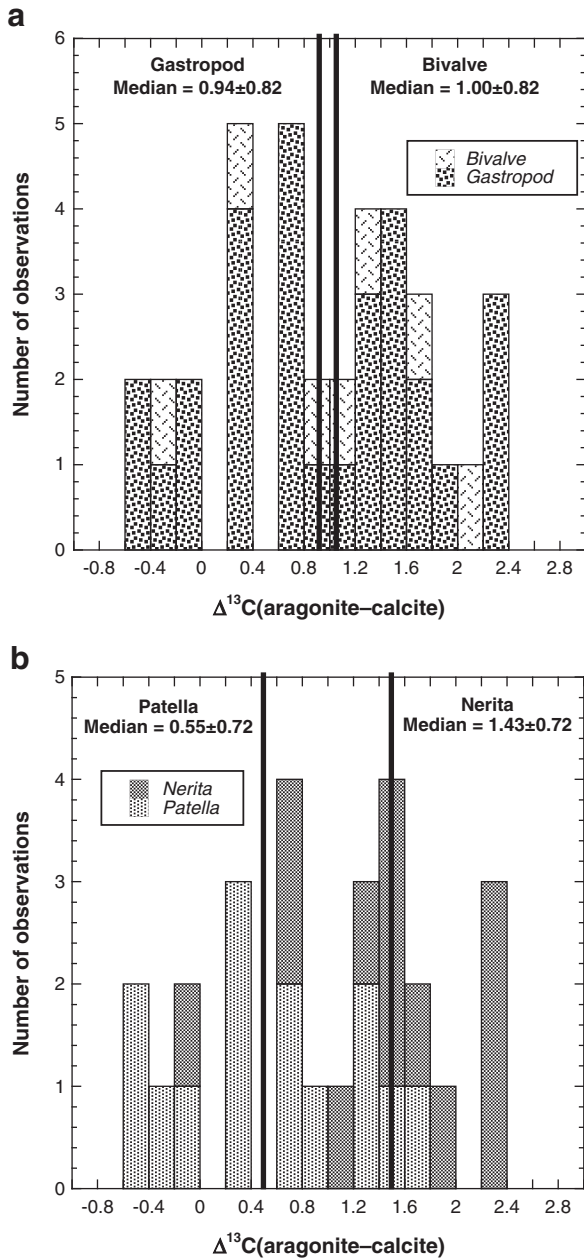 a
6
5
4
3
2
1
0
Number of observations
Gastropod
Median = 0.94±0.82
Bivalve
Median = 1.00±0.82
Bivalve
Gastropod
-0.8 -0.4 0 0.4 0.8 1.2 1.6 2 2.4 2.8
Δ¹³C(aragonite–calcite)
b
5
4
3
2
1
0
Number of observations
Patella
Median = 0.55±0.72
Nerita
Median = 1.43±0.72
Nerita
Patella
-0.8 -0.4 0 0.4 0.8 1.2 1.6 2 2.4 2.8
Δ¹³C(aragonite–calcite)